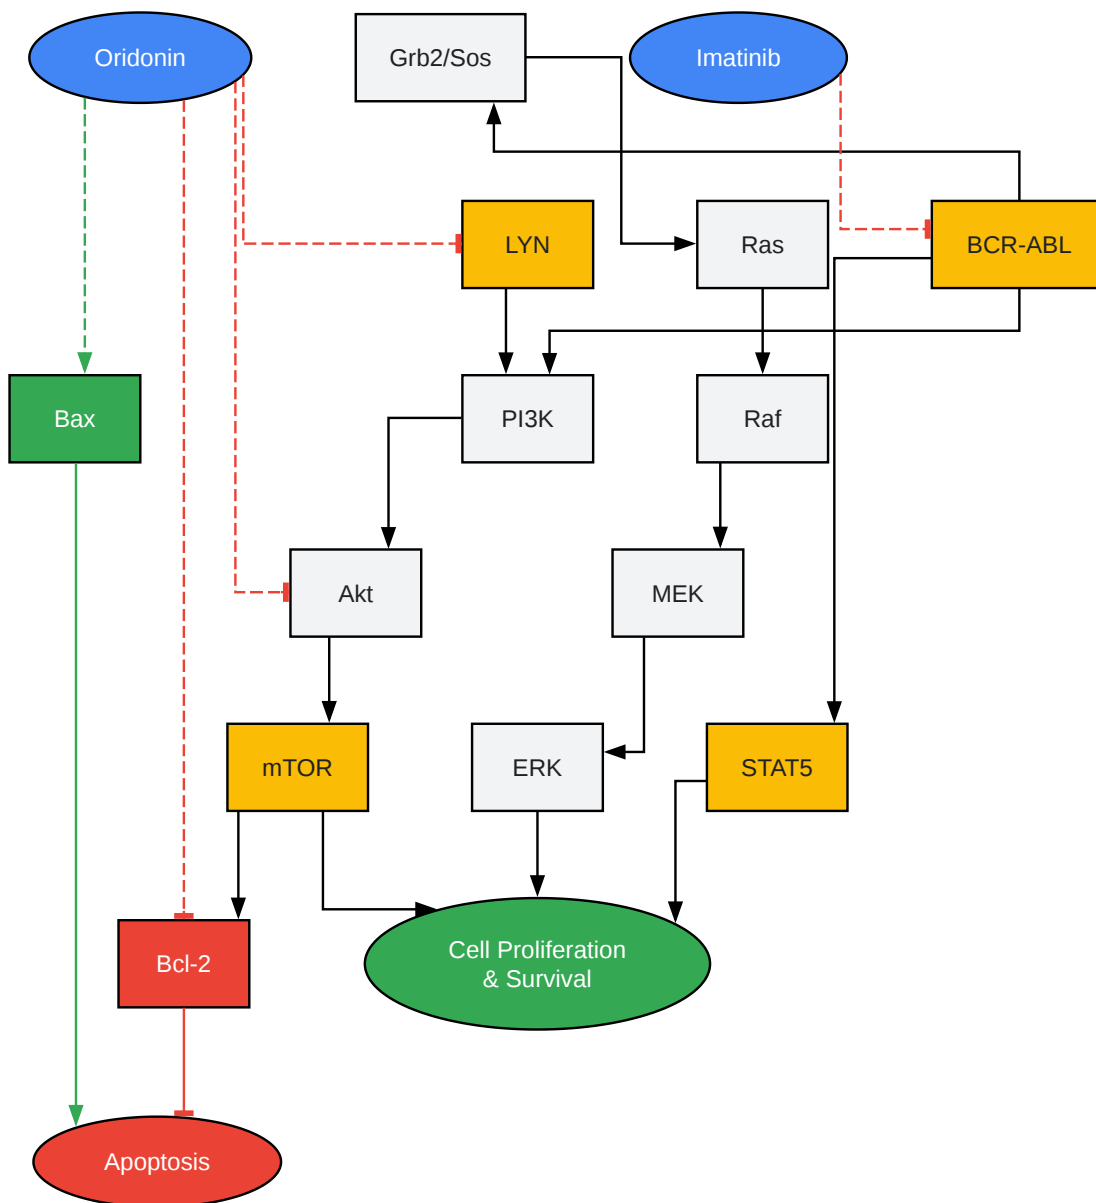 Oridonin
Grb2/Sos
Imatinib
LYN
Ras
BCR-ABL
Bax
PI3K
Raf
Akt
MEK
mTOR
ERK
STAT5
Bcl-2
Cell Proliferation
& Survival
Apoptosis